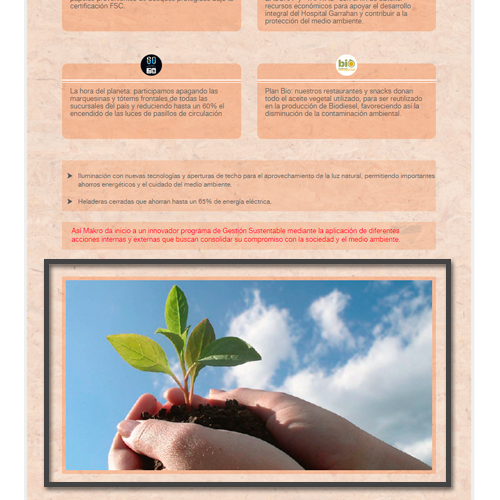 certificación FSC.
recursos económicos para apoyar el desarrollo
integral del Hospital Garrahan y contribuir a la
protección del medio ambiente.
60
bio
La hora del planeta: participamos apagando las
marquesinas y tótems frontales de todas las
sucursales del país y reduciendo hasta un 60% el
encendido de las luces de pasillos de circulación
Plan Bio: nuestros restaurantes y snacks donan
todo el aceite vegetal utilizado, para ser reutilizado
en la producción de Biodiesel, favoreciendo así la
disminución de la contaminación ambiental.
Iluminación con nuevas tecnologías y aperturas de techo para el aprovechamiento de la luz natural, permitiendo importantes
ahorros energéticos y el cuidado del medio ambiente.
Heladeras cerradas que ahorran hasta un 65% de energía eléctrica.
Así Makro da inicio a un innovador programa de Gestión Sustentable mediante la aplicación de diferentes
acciones internas y externas que buscan consolidar su compromiso con la sociedad y el medio ambiente.